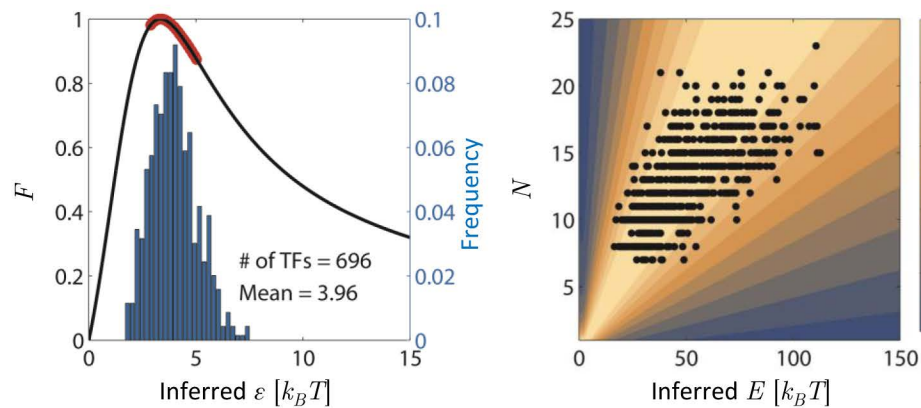 1
0.8
0.6
0.4
0.2
0
F
0.1
0.08
0.06
0.04
0.02
0
Frequency
# of TFs = 696
Mean = 3.96
0 5 10 15
Inferred ε [k_BT]
25
20
15
10
5
N
0 50 100 150
Inferred E [k_BT]